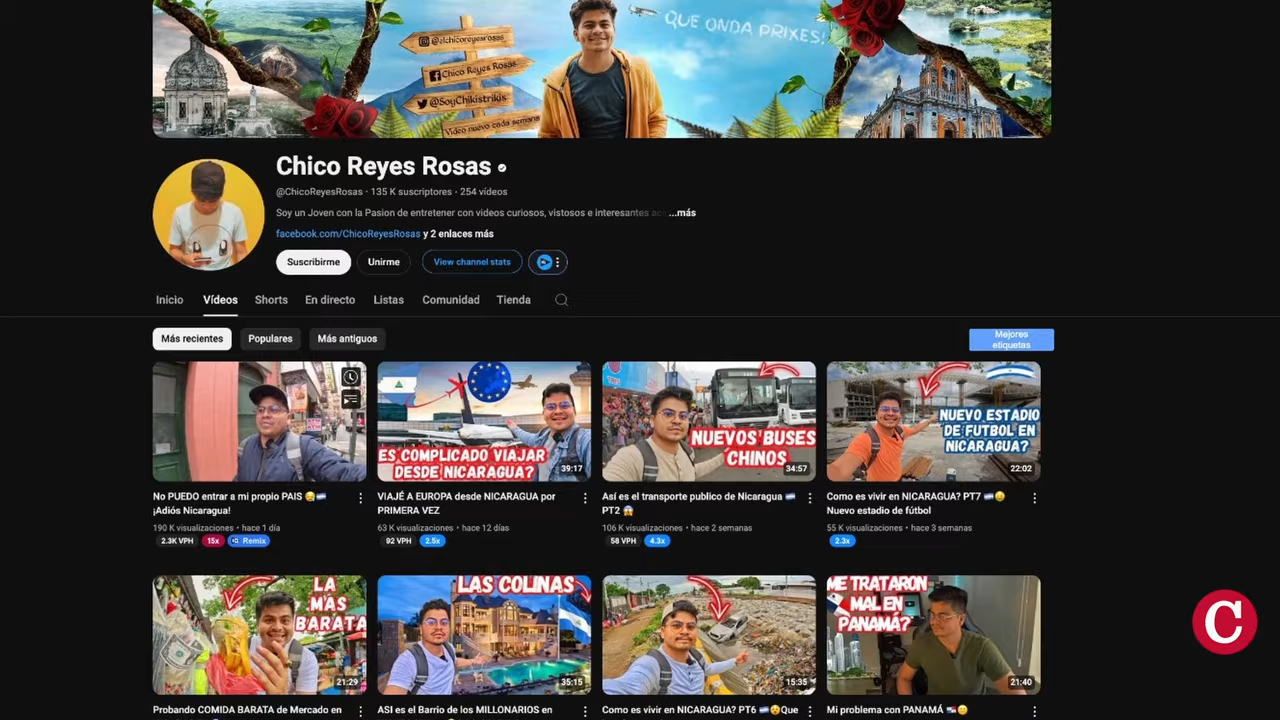 QUE ONDA PRIXES!
@elchicoreyesrosas
Chico Reyes Rosas
@SoyChikistrikis
Video nuevo cada semana
Chico Reyes Rosas
@ChicoReyesRosas · 135 K suscriptores · 254 vídeos
Soy un Joven con la Pasion de entretener con videos curiosos, vistosos e interesantes ...más
facebook.com/ChicoReyesRosas y 2 enlaces más
Suscribirme Unirme View channel stats
Inicio Vídeos Shorts En directo Listas Comunidad Tienda
Más recientes Populares Más antiguos
Mejores
etiquetas
ES COMPLICADO VIAJAR
DESDE NICARAGUA?
39:17
NUEVOS BUSES
CHINOS
34:57
NUEVO ESTADIO
DE FUTBOL EN
NICARAGUA?
22:02
No PUEDO entrar a mi propio PAIS
¡Adiós Nicaragua!
190 K visualizaciones · hace 1 día
2.3K VPH 15x Remix
VIAJÉ A EUROPA desde NICARAGUA por
PRIMERA VEZ
63 K visualizaciones · hace 12 días
92 VPH 2.5x
Así es el transporte publico de Nicaragua
PT2
106 K visualizaciones · hace 2 semanas
58 VPH 4.3x
Como es vivir en NICARAGUA? PT7
Nuevo estadio de fútbol
55 K visualizaciones · hace 3 semanas
2.3x
LA
MÁS
BARATA
21:29
LAS COLINAS
35:15
15:35
ME TRATARON
MAL EN
PANAMÁ?
21:40
Probando COMIDA BARATA de Mercado en
ASI es el Barrio de los MILLONARIOS en
Como es vivir en NICARAGUA? PT6 Que
Mi problema con PANAMÁ
C